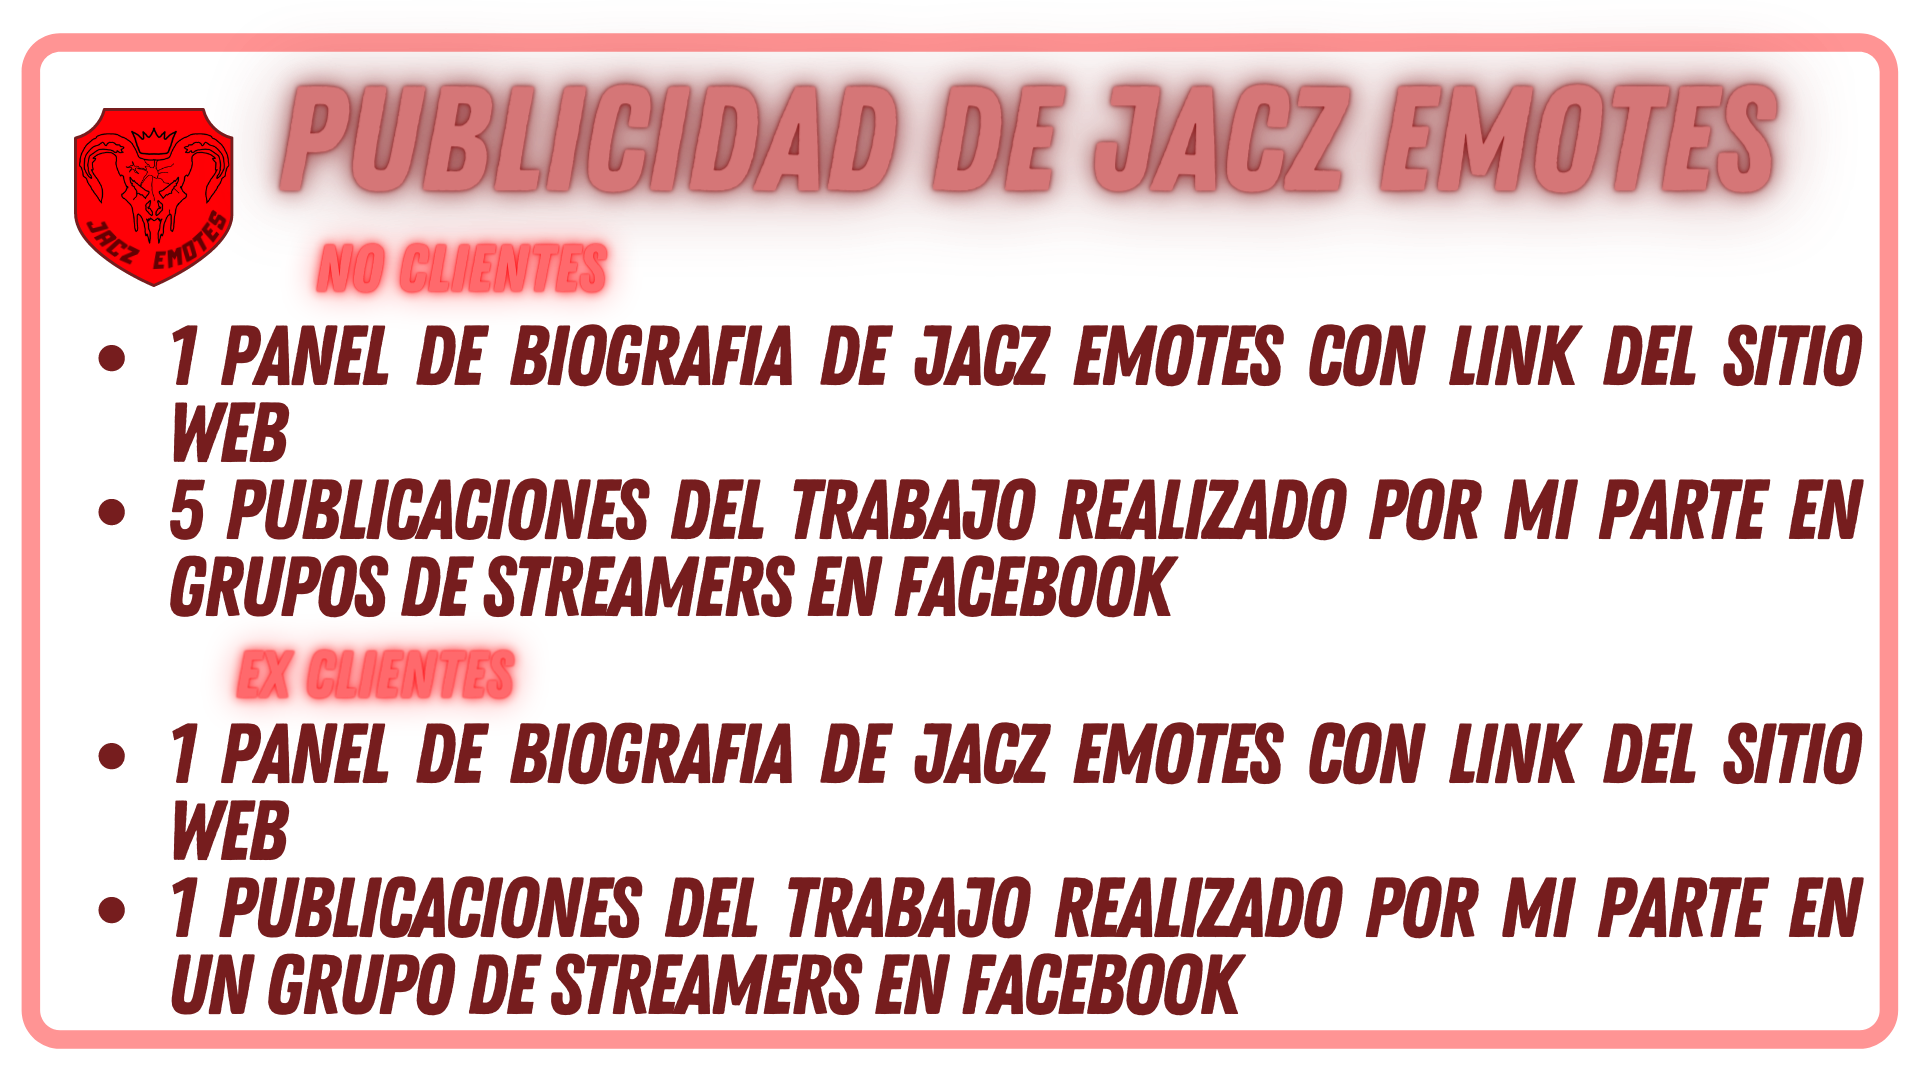 PUBLICIDAD DE JACZ EMOTES
JACZ EMOTES
NO CLIENTES
• 1 PANEL DE BIOGRAFIA DE JACZ EMOTES CON LINK DEL SITIO
WEB
• 5 PUBLICACIONES DEL TRABAJO REALIZADO POR MI PARTE EN
GRUPOS DE STREAMERS EN FACEBOOK
EX CLIENTES
• 1 PANEL DE BIOGRAFIA DE JACZ EMOTES CON LINK DEL SITIO
WEB
• 1 PUBLICACIONES DEL TRABAJO REALIZADO POR MI PARTE EN
UN GRUPO DE STREAMERS EN FACEBOOK